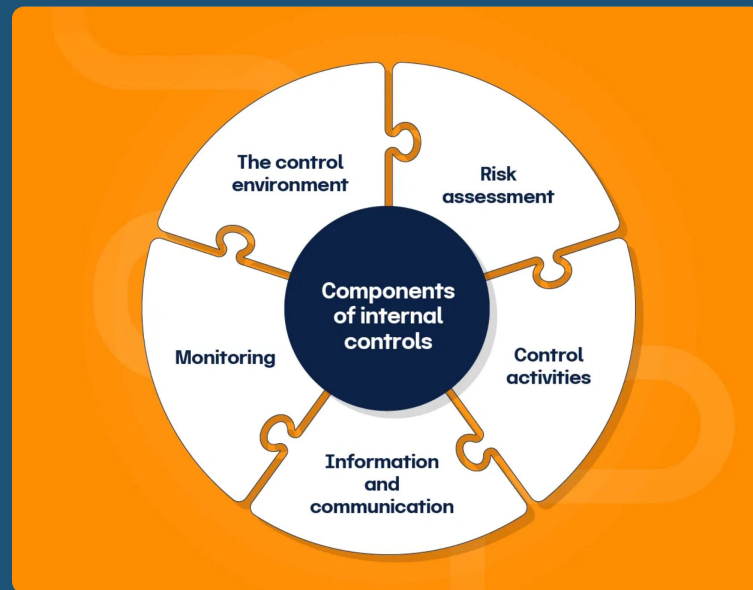 The control
environment
Risk
assessment
Components
of internal
controls
Monitoring
Control
activities
Information
and
communication